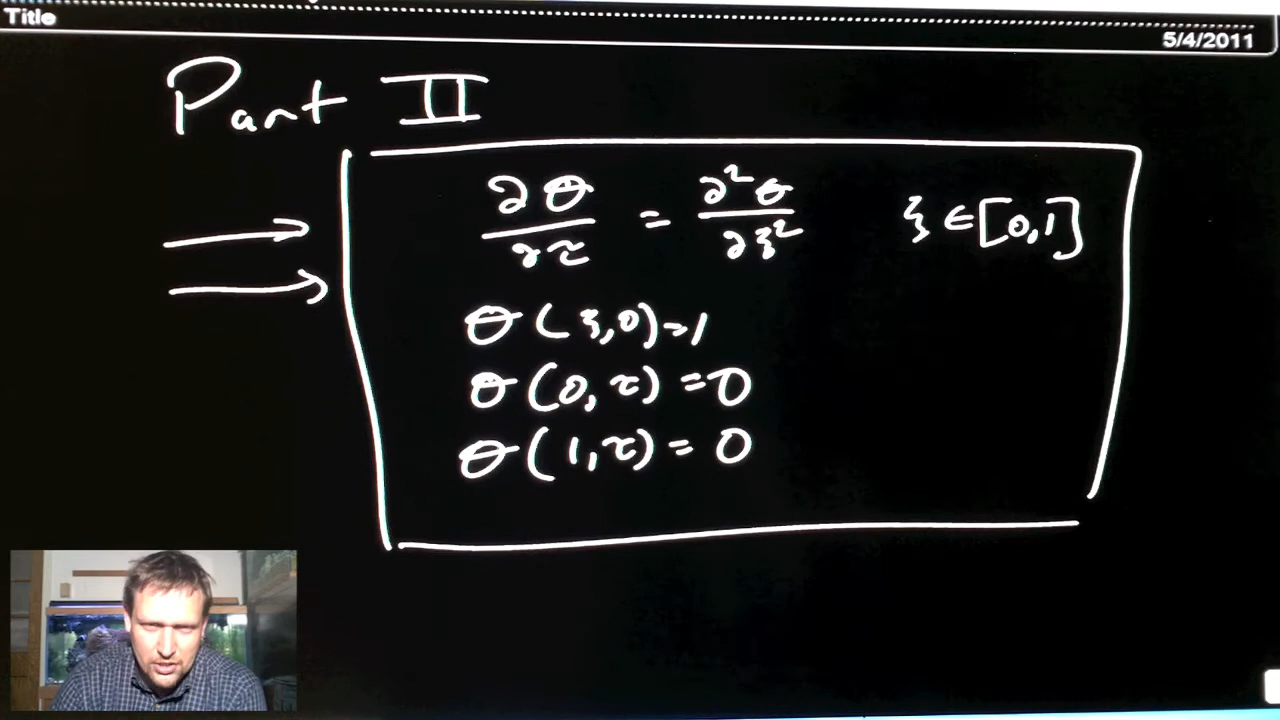 Title
5/4/2011
Part II
∂θ/∂τ = ∂²θ/∂ξ² ξ ∈ [0,1]
θ(ξ,0)=1
θ(0,τ)=0
θ(1,τ)=0